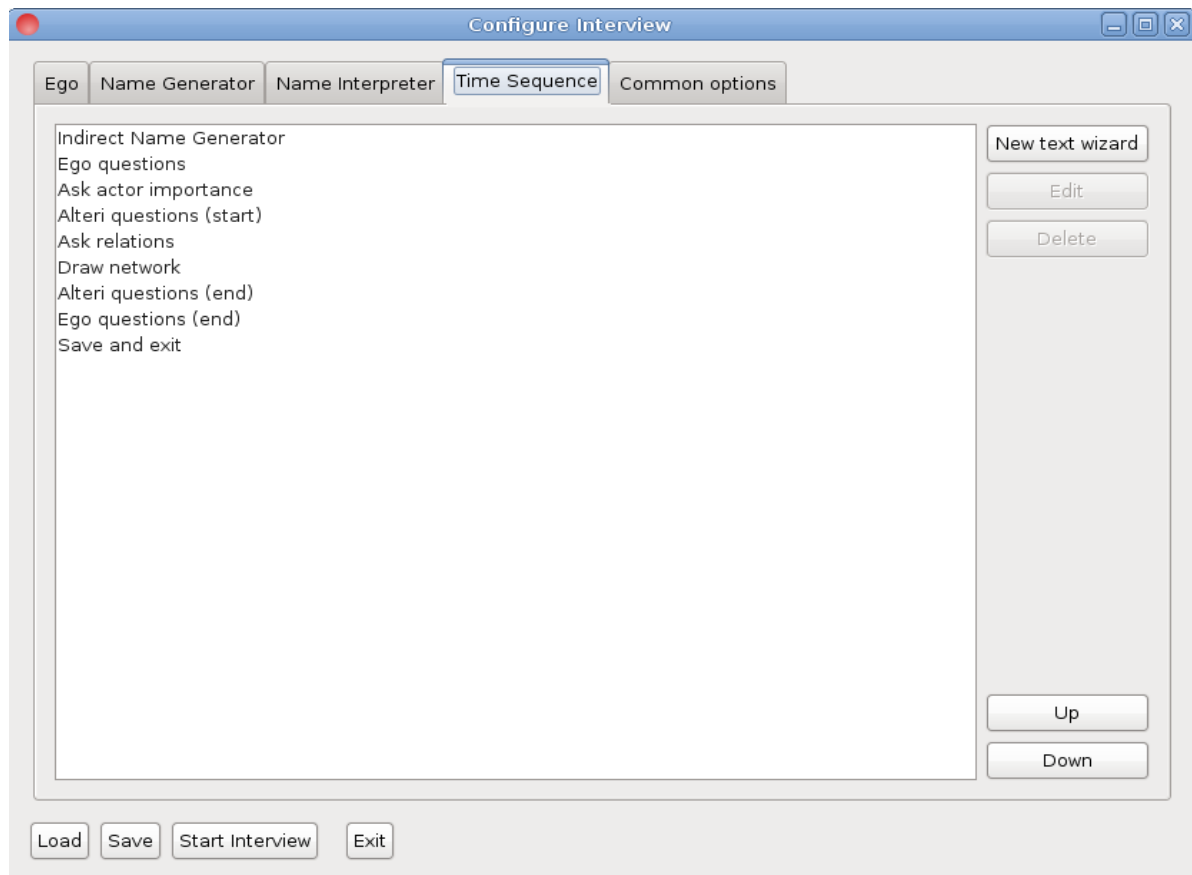 Configure Interview
Ego Name Generator Name Interpreter Time Sequence Common options
Indirect Name Generator
Ego questions
Ask actor importance
Alteri questions (start)
Ask relations
Draw network
Alteri questions (end)
Ego questions (end)
Save and exit
New text wizard
Edit
Delete
Up
Down
Load Save Start Interview Exit